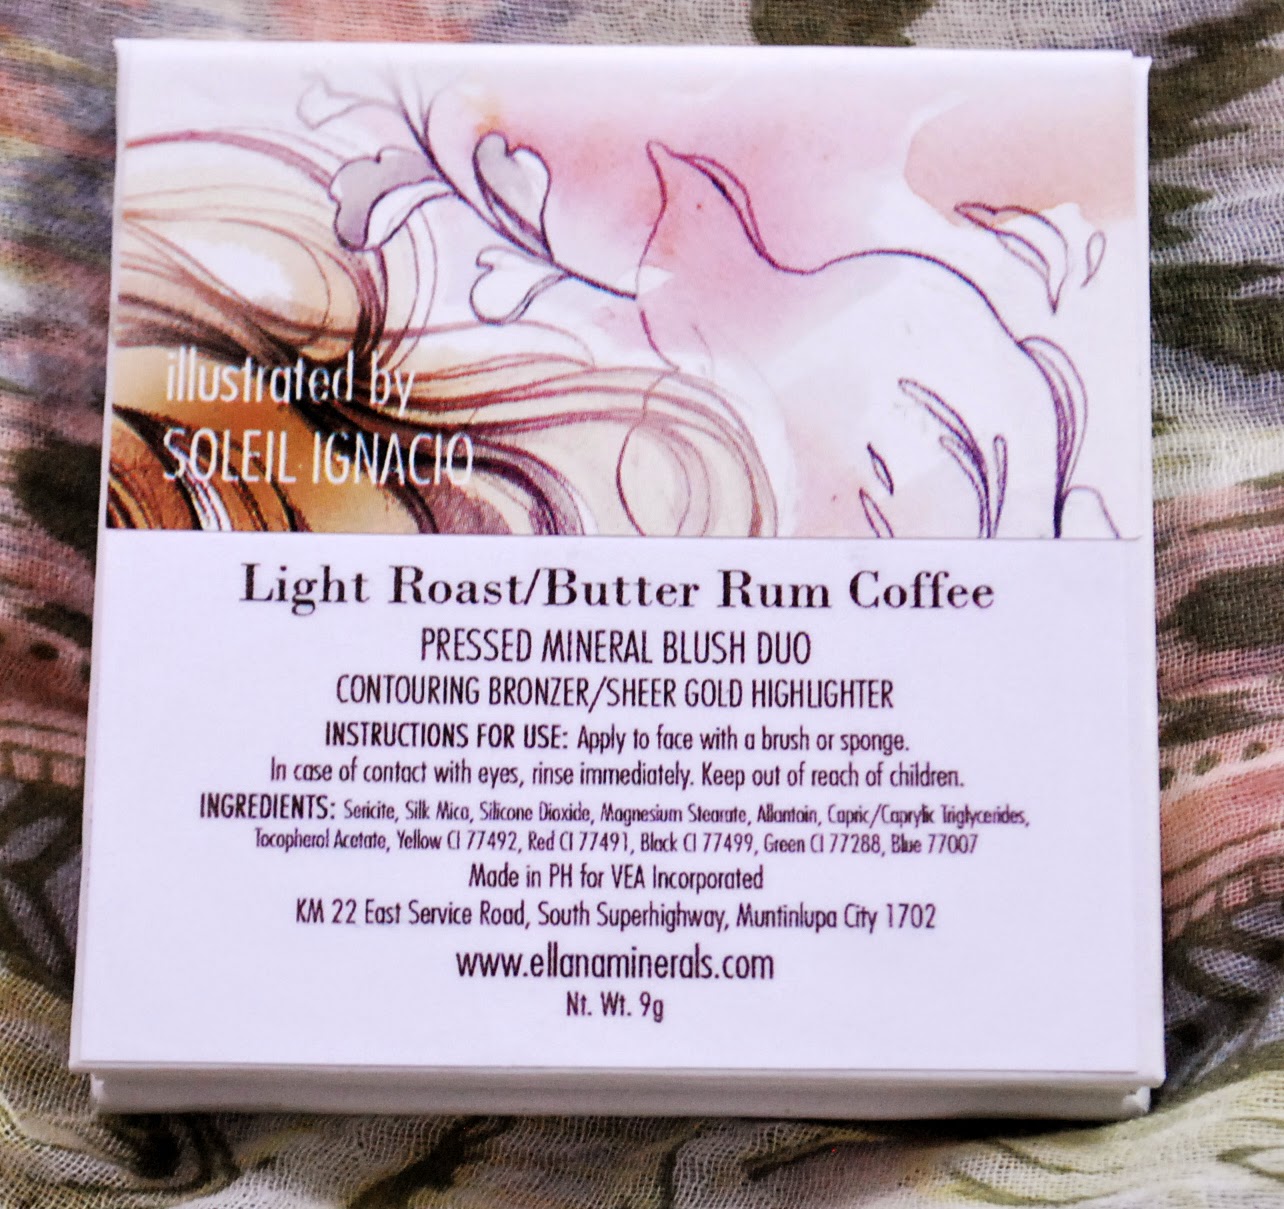 illustrated by
SOLEIL IGNACIO
Light Roast/Butter Rum Coffee
PRESSED MINERAL BLUSH DUO
CONTOURING BRONZER/SHEER GOLD HIGHLIGHTER
INSTRUCTIONS FOR USE: Apply to face with a brush or sponge.
In case of contact with eyes, rinse immediately. Keep out of reach of children.
INGREDIENTS: Sericite, Silk Mica, Silicone Dioxide, Magnesium Stearate, Allantoin, Capric/Caprylic Triglycerides,
Tocopherol Acetate, Yellow CI 77492, Red CI 77491, Black CI 77499, Green CI 77288, Blue 77007
Made in PH for VEA Incorporated
KM 22 East Service Road, South Superhighway, Muntinlupa City 1702
www.ellanaminerals.com
Nt. Wt. 9g